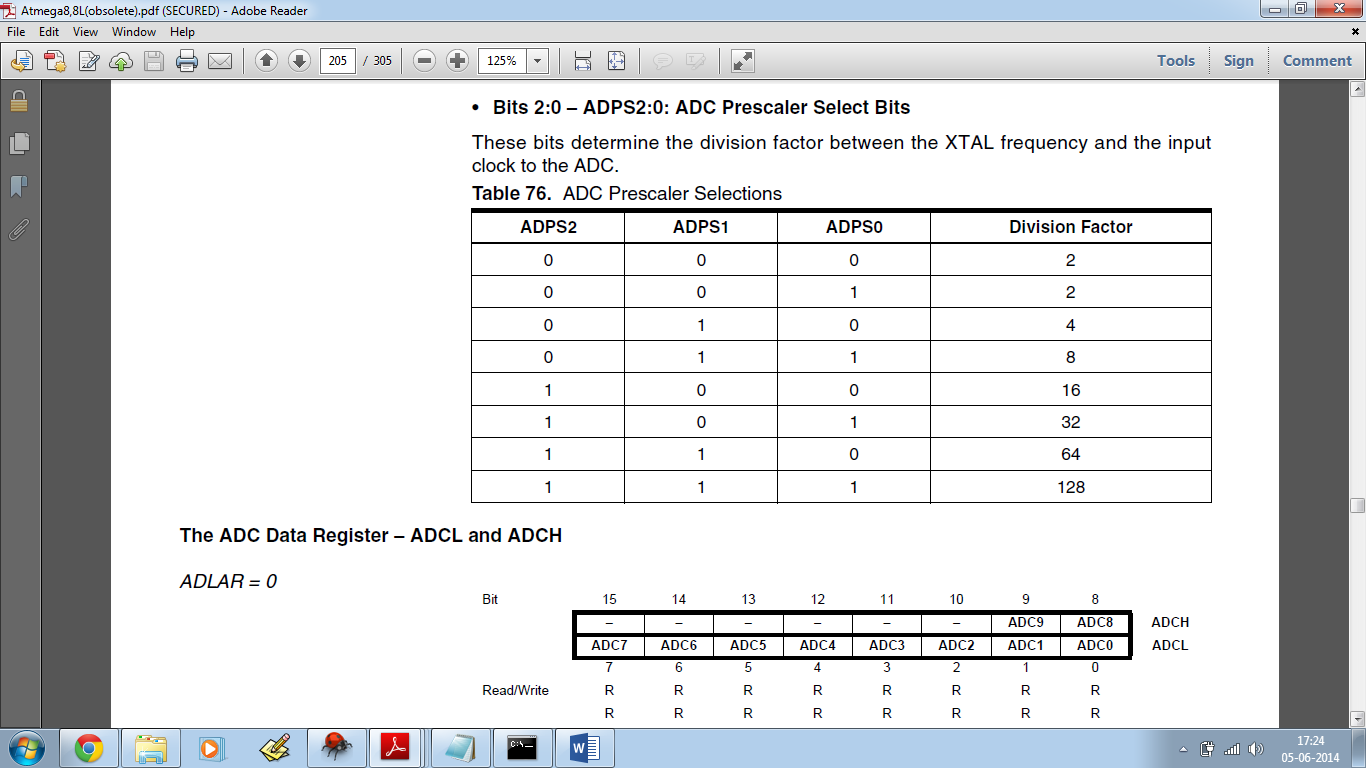 Atmega8,8L(obsolete).pdf (SECURED) - Adobe Reader
File Edit View Window Help
205 / 305 125% Tools Sign Comment
• Bits 2:0 – ADPS2:0: ADC Prescaler Select Bits
These bits determine the division factor between the XTAL frequency and the input
clock to the ADC.
Table 76. ADC Prescaler Selections
ADPS2 ADPS1 ADPS0 Division Factor
0 0 0 2
0 0 1 2
0 1 0 4
0 1 1 8
1 0 0 16
1 0 1 32
1 1 0 64
1 1 1 128
The ADC Data Register – ADCL and ADCH
ADLAR = 0
Bit 15 14 13 12 11 10 9 8
– – – – – – ADC9 ADC8 ADCH
ADC7 ADC6 ADC5 ADC4 ADC3 ADC2 ADC1 ADC0 ADCL
7 6 5 4 3 2 1 0
Read/Write R R R R R R R R
R R R R R R R R
17:24
05-06-2014